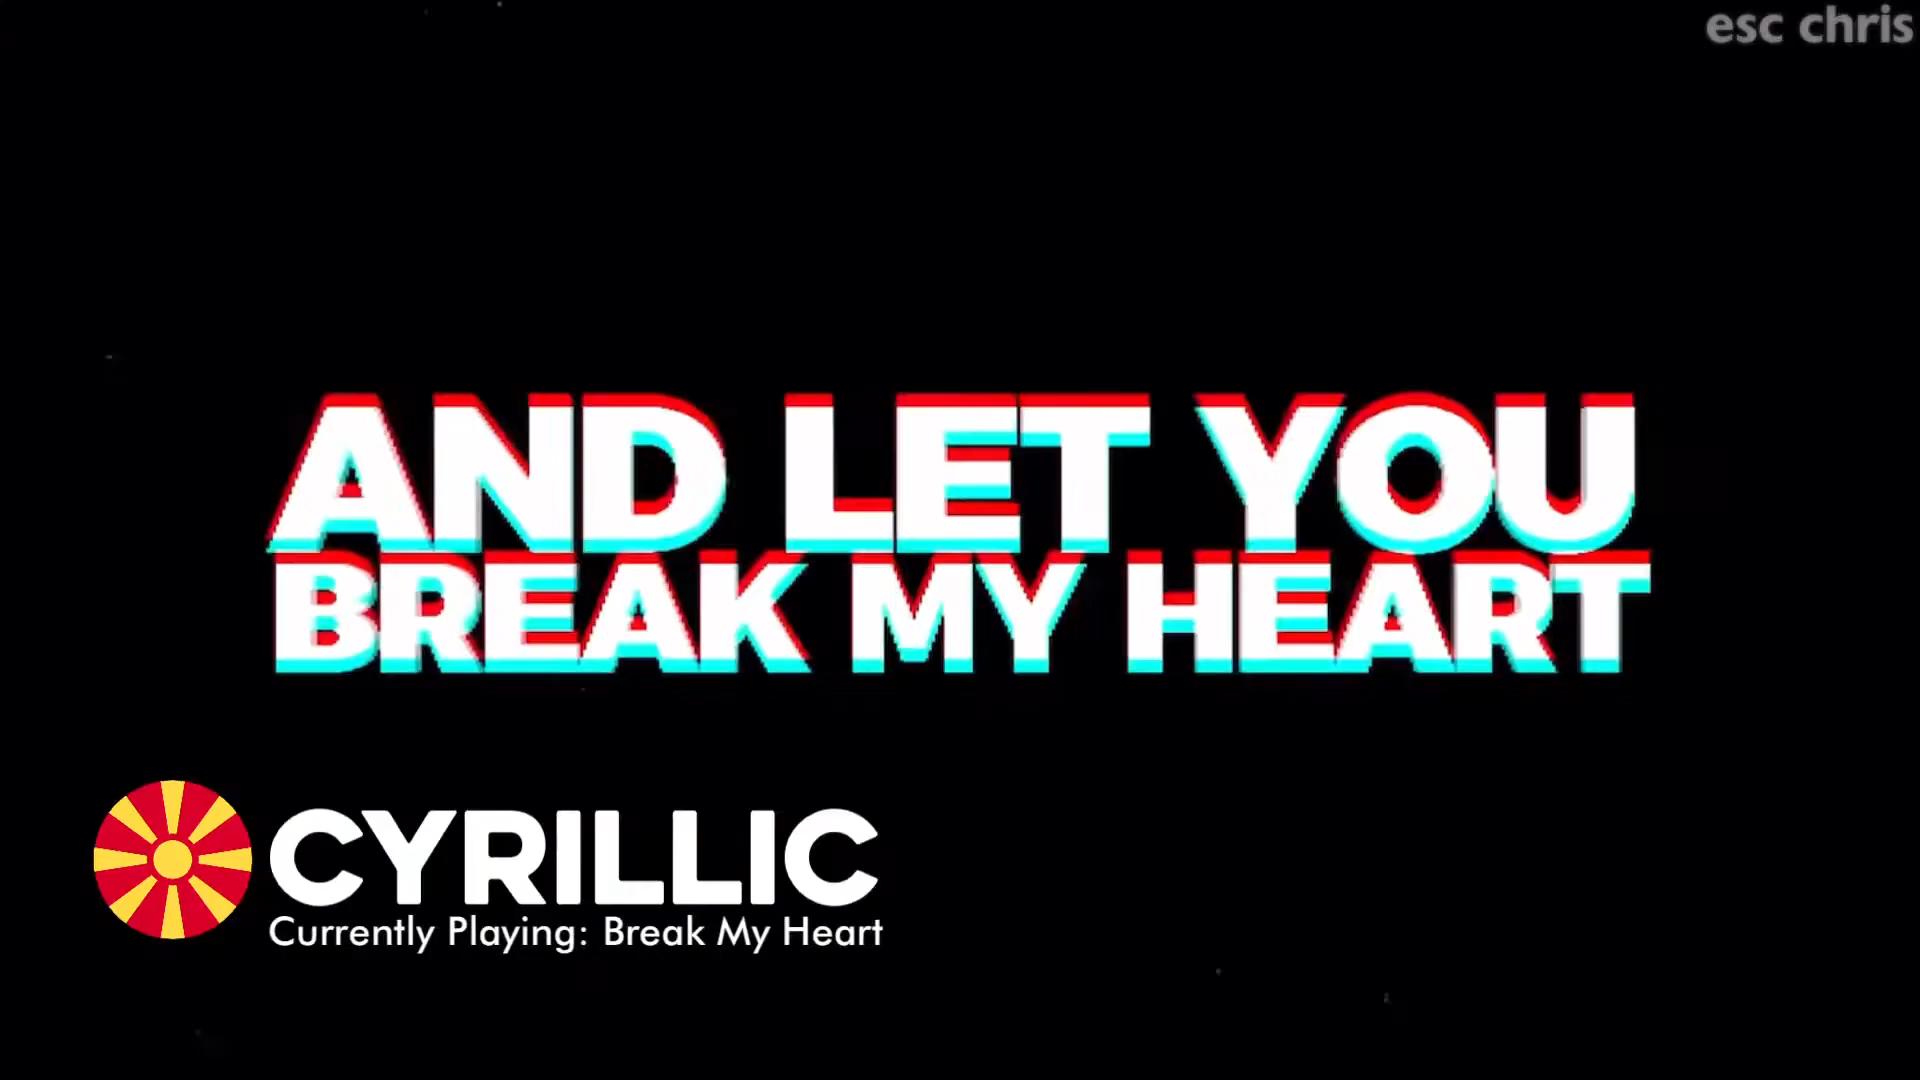 esc chris
AND LET YOU
BREAK MY HEART
CYRILLIC
Currently Playing: Break My Heart